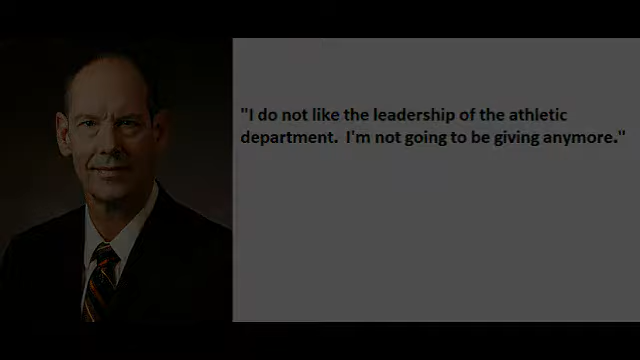 "I do not like the leadership of the athletic
department.  I'm not going to be giving anymore."